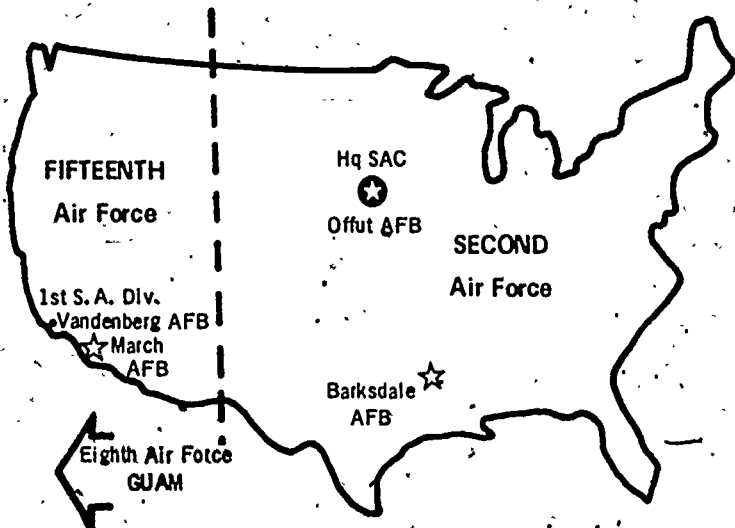 FIFTEENTH
Air Force
Hq SAC
Offut AFB
SECOND
Air Force
1st S. A. Div.
Vandenberg AFB
March
AFB
Barksdale
AFB
Eighth Air Force
GUAM